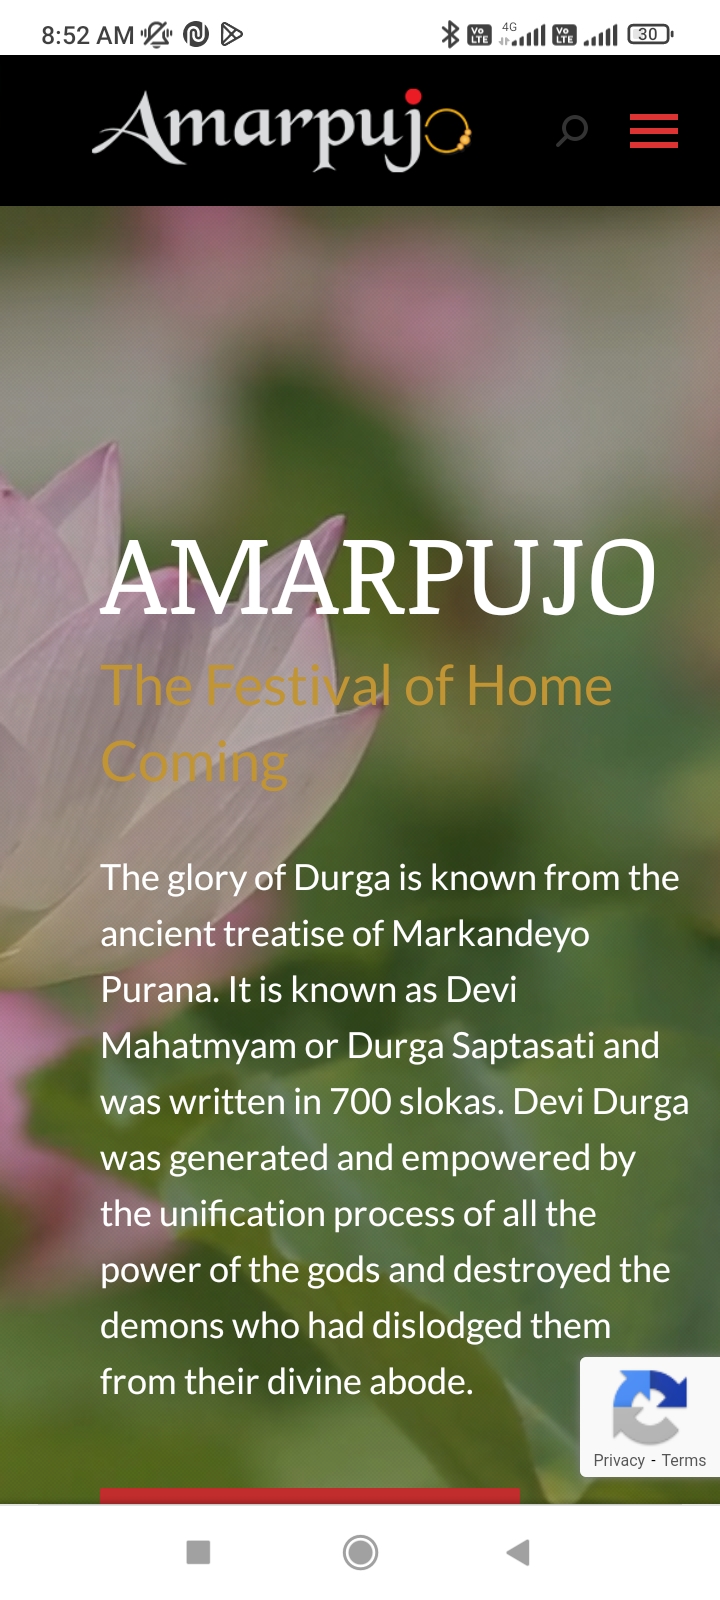 8:52 AM
Vo LTE 4G Vo LTE 30
Amarpujo
AMARPUJO
The Festival of Home
Coming
The glory of Durga is known from the
ancient treatise of Markandeyo
Purana. It is known as Devi
Mahatmyam or Durga Saptasati and
was written in 700 slokas. Devi Durga
was generated and empowered by
the unification process of all the
power of the gods and destroyed the
demons who had dislodged them
from their divine abode.
Privacy - Terms